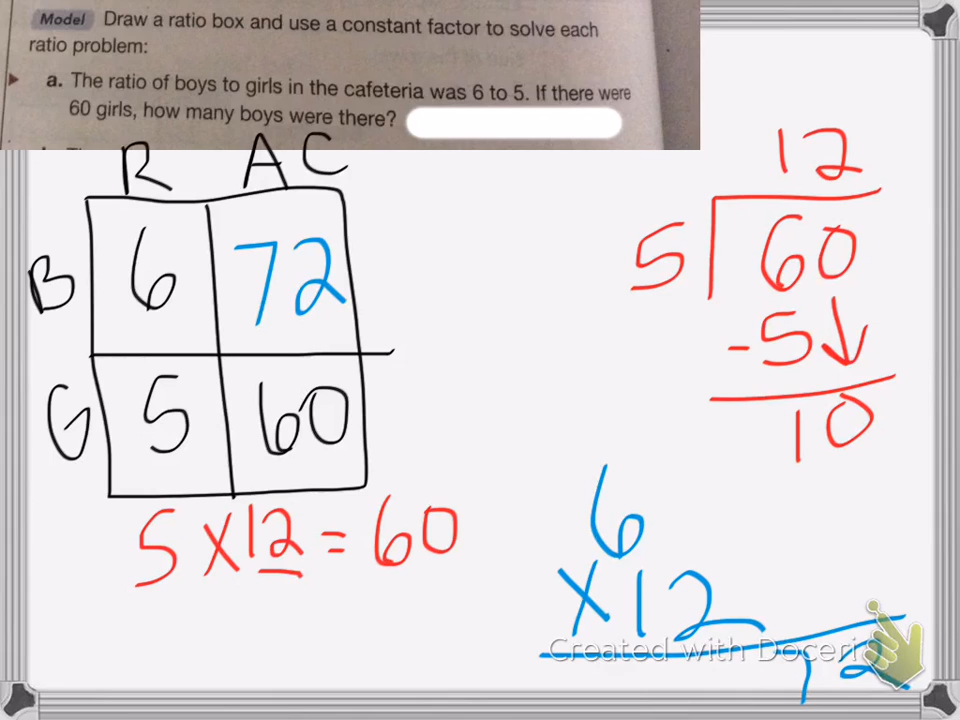 Model Draw a ratio box and use a constant factor to solve each
ratio problem:
a. The ratio of boys to girls in the cafeteria was 6 to 5. If there were
60 girls, how many boys were there?
R AC
B 6 72
G 5 60
5 × 12 = 60
12
5 60
-5↓
10
6
× 12
12
Created with Doceri